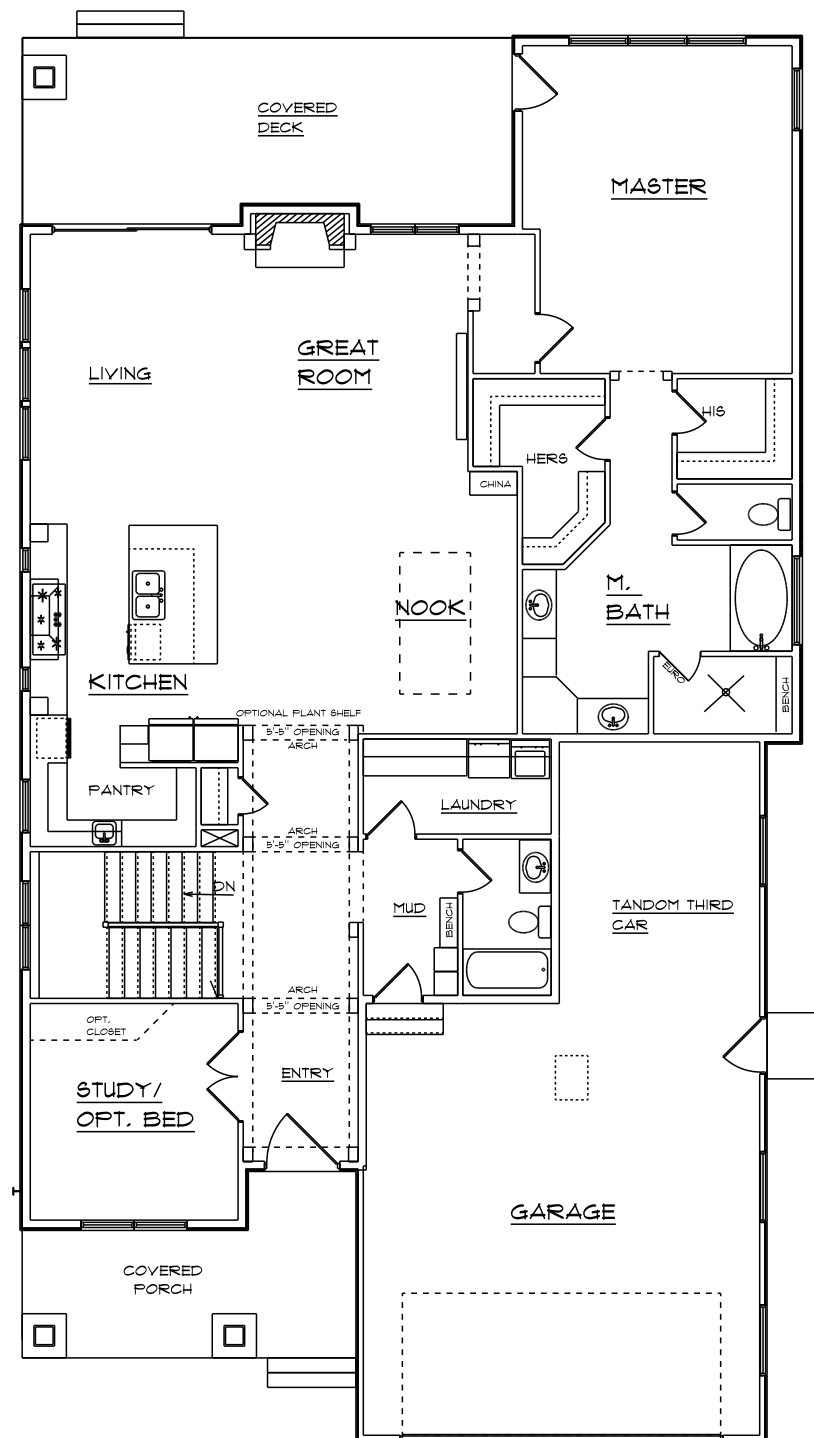 COVERED
DECK
MASTER
GREAT
ROOM
LIVING
HIS
HERS
CHINA
M.
BATH
NOOK
KITCHEN
EURO
BENCH
OPTIONAL PLANT SHELF
5'-5" OPENING
ARCH
PANTRY
LAUNDRY
ARCH
5'-5" OPENING
DN
MUD
BENCH
TANDOM THIRD
CAR
ARCH
5'-5" OPENING
OPT.
CLOSET
ENTRY
STUDY/
OPT. BED
GARAGE
COVERED
PORCH